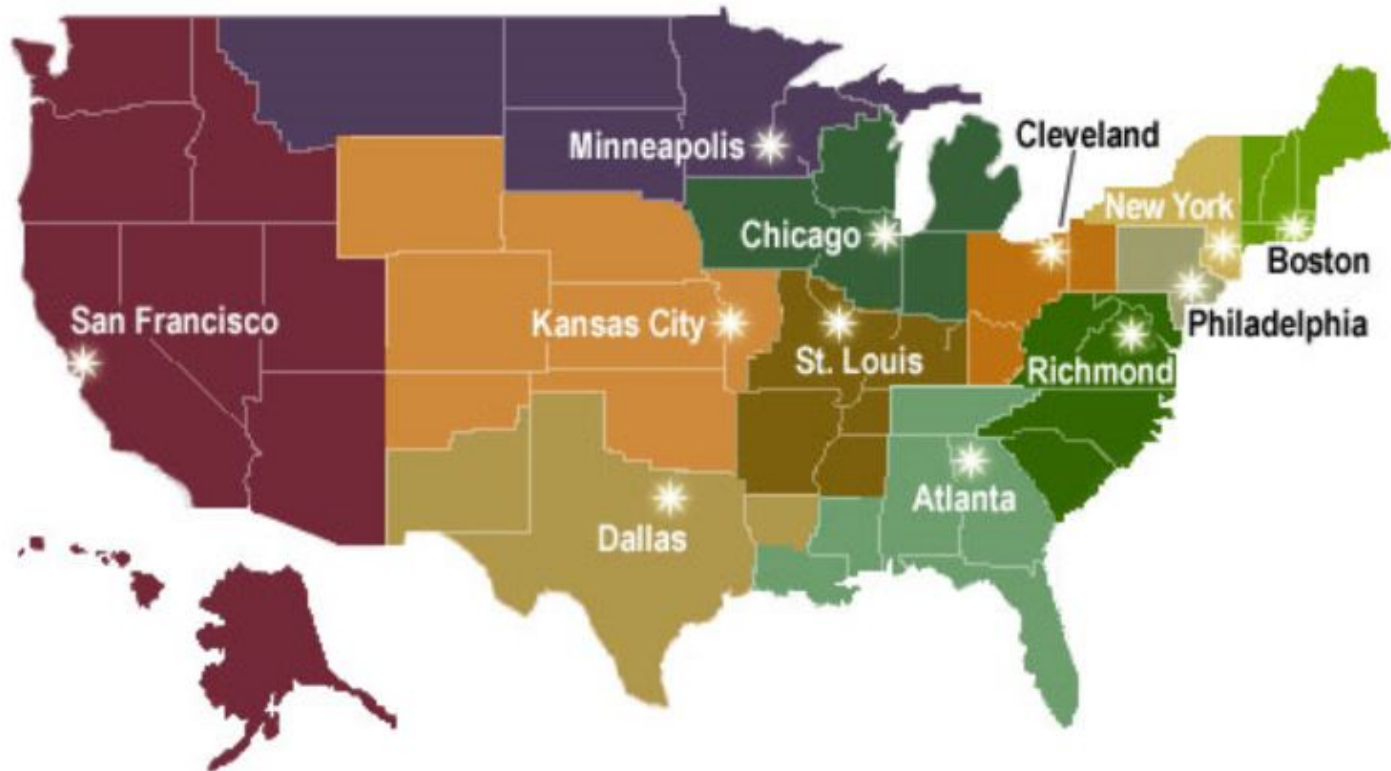 Cleveland
Minneapolis
New York
Chicago
Boston
San Francisco
Kansas City
Philadelphia
St. Louis
Richmond
Atlanta
Dallas